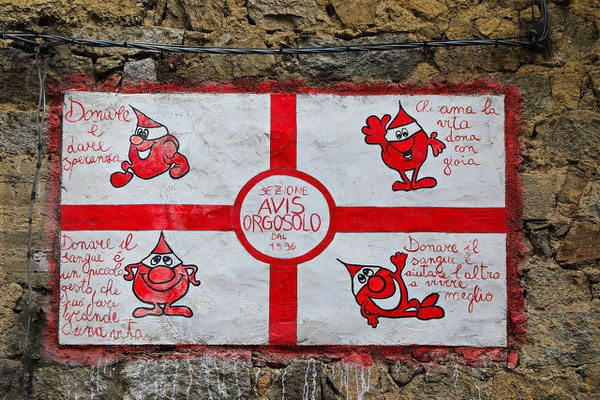 Donare
è
dare
speranza
Chi ama la
vita
dona
con
gioia
SEZIONE
AVIS
ORGOSOLO
DAL
1996
Donare il
sangue è
un piccolo
gesto, che
può fare
grande
una vita
Donare il
sangue è
aiutare l'altro
a vivere
meglio